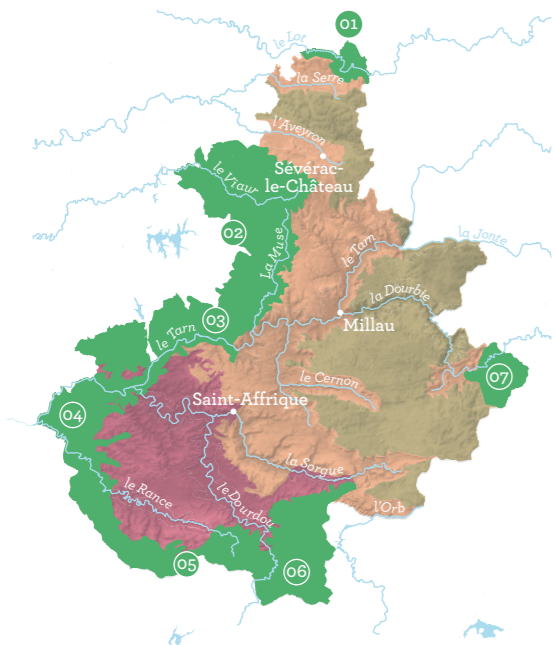 01
le Lot
la Serre
l'Aveyron
Sévérac-
le-Château
le Viaur
02
La Muse
le Tarn
la Jonte
la Dourbie
03
le Tarn
Millau
07
le Cernon
Saint-Affrique
04
la Sorgue
le Rance
le Dourdou
l'Orb
05
06